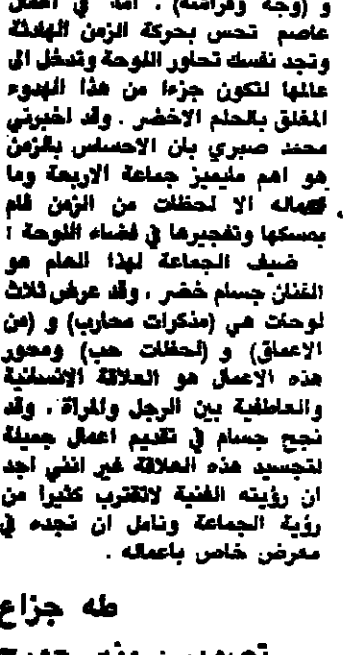 و (وجه وفراشة) . اما في اعمال
عاصم تحس بحركة الزمن الهادئة
وتجد نفسك تحاور اللوحة وتدخل الى
عالمها لتكون جزءا من هذا الهدوء
المغلق بالحلم الاخضر . وقد اخبرني
محمد صبري بان الاحساس بالزمن
هو اهم مايميز جماعة الاربعة وما
اعماله الا لحظات من الزمن قام
بمسكها وتفجيرها في فضاء اللوحة !
ضيف الجماعة لهذا العام هو
الفنان جسام خضر . وقد عرض ثلاث
لوحات هي (مذكرات محارب) و (من
الاعماق) و (لحظات حب) ومحور
هذه الاعمال هو العلاقة الانسانية
والعاطفية بين الرجل والمراة . وقد
نجح جسام في تقديم اعمال جميلة
لتجسيد هذه العلاقة غير انني اجد
ان رؤيته الفنية لاتقترب كثيرا من
رؤية الجماعة ونامل ان نجده في
معرض خاص باعماله .
طه جزاع